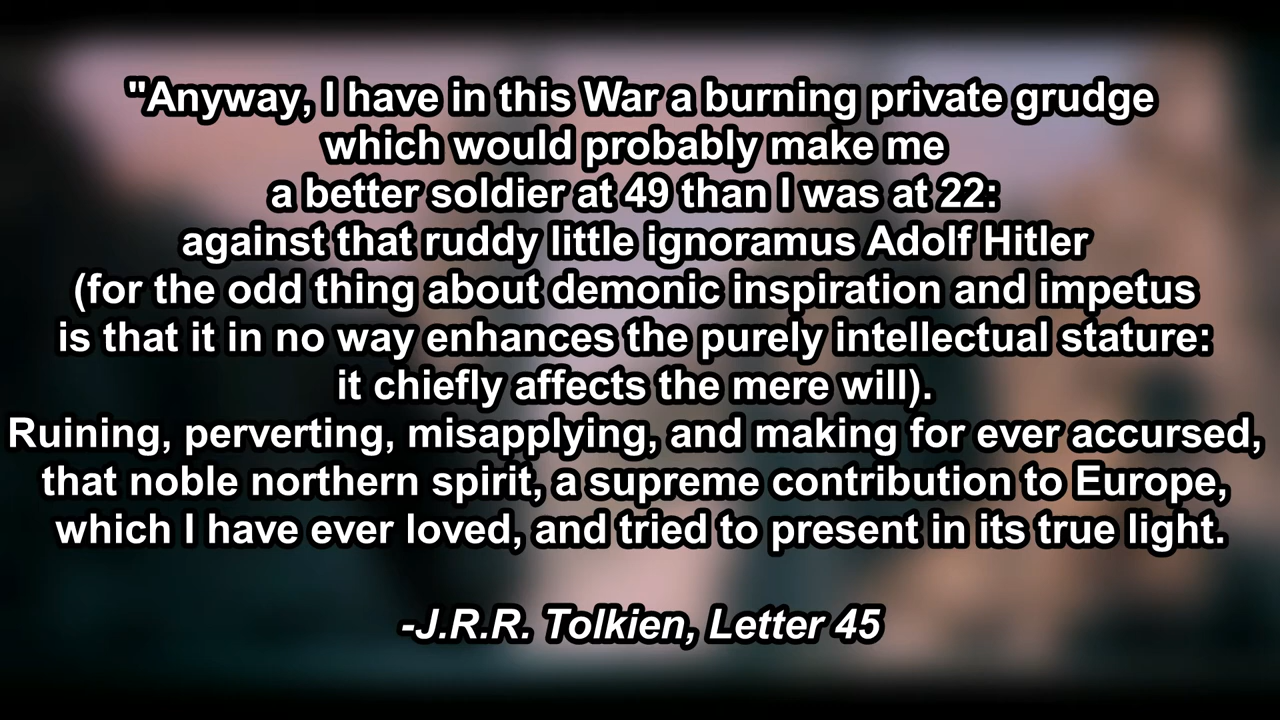 "Anyway, I have in this War a burning private grudge
which would probably make me
a better soldier at 49 than I was at 22:
against that ruddy little ignoramus Adolf Hitler
(for the odd thing about demonic inspiration and impetus
is that it in no way enhances the purely intellectual stature:
it chiefly affects the mere will).
Ruining, perverting, misapplying, and making for ever accursed,
that noble northern spirit, a supreme contribution to Europe,
which I have ever loved, and tried to present in its true light.
-J.R.R. Tolkien, Letter 45